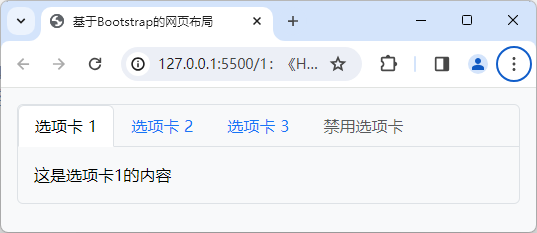 基于Bootstrap的网页布局
127.0.0.1:5500/1：《H...
选项卡 1 选项卡 2 选项卡 3 禁用选项卡
这是选项卡1的内容